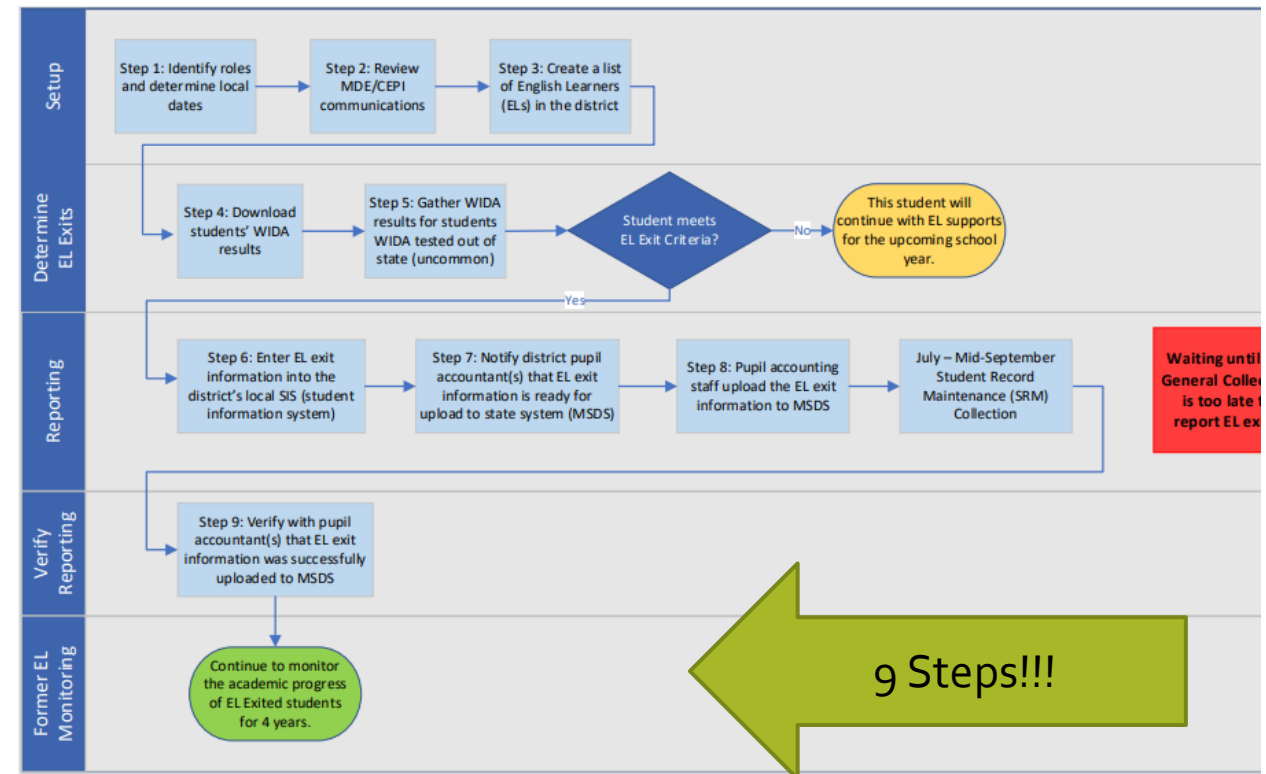 Setup
Step 1: Identify roles
and determine local
dates
Step 2: Review
MDE/CEPI
communications
Step 3: Create a list
of English Learners
(ELs) in the district
Determine
EL Exits
Step 4: Download
students' WIDA
results
Step 5: Gather WIDA
results for students
WIDA tested out of
state (uncommon)
Student meets
EL Exit Criteria?
No
This student will
continue with EL supports
for the upcoming school
year.
Yes
Reporting
Step 6: Enter EL exit
information into the
district's local SIS (student
information system)
Step 7: Notify district pupil
accountant(s) that EL exit
information is ready for
upload to state system (MSDS)
Step 8: Pupil accounting
staff upload the EL exit
information to MSDS
July – Mid-September
Student Record
Maintenance (SRM)
Collection
Waiting until
General
is too late
report EL
Verify
Reporting
Step 9: Verify with pupil
accountant(s) that EL exit
information was successfully
uploaded to MSDS
Former EL
Monitoring
Continue to monitor
the academic progress
of EL Exited students
for 4 years.
9 Steps!!!